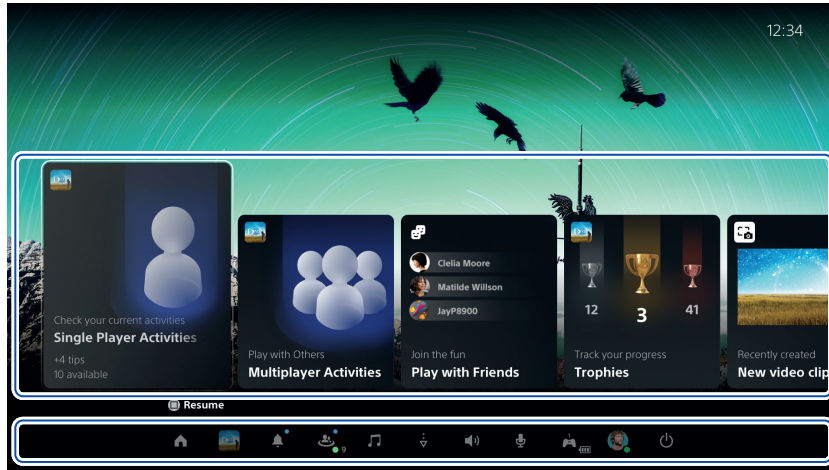 12:34
Check your current activities
Single Player Activities
+4 tips
10 available
Play with Others
Multiplayer Activities
Clelia Moore
Matilde Willson
JayP8900
Join the fun
Play with Friends
12
3
41
Track your progress
Trophies
Recently created
New video clip
Resume
9